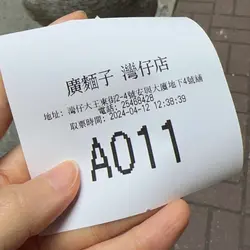 廣麵子 灣仔店
地址: 灣仔大王東街2-4號安創大廈地下4號舖
電話: 25488428
取票時間:2024-04-12 12:38:39
A011